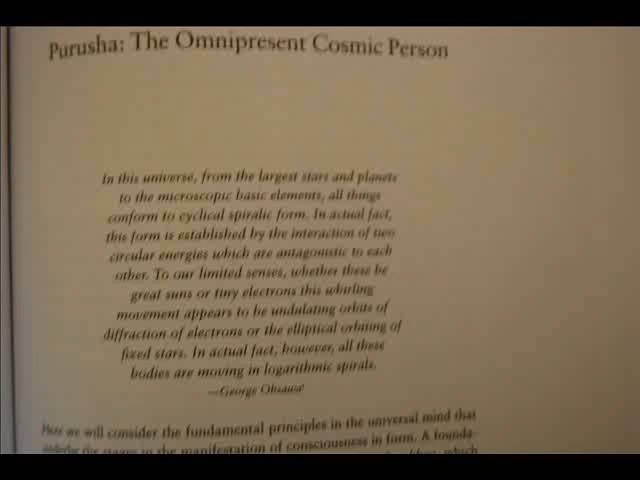 Purusha: The Omnipresent Cosmic Person
In this universe, from the largest stars and planets
to the microscopic basic elements, all things
conform to cyclical spiralic form. In actual fact,
this form is established by the interaction of two
circular energies which are antagonistic to each
other. To our limited senses, whether these be
great suns or tiny electrons this whirling
movement appears to be undulating orbits of
diffraction of electrons or the elliptical orbiting of
fixed stars. In actual fact, however, all these
bodies are moving in logarithmic spirals.
—George Ohsawa
Here we will consider the fundamental principles in the universal mind that
the stages in the manifestation of consciousness in form. A founda-
which